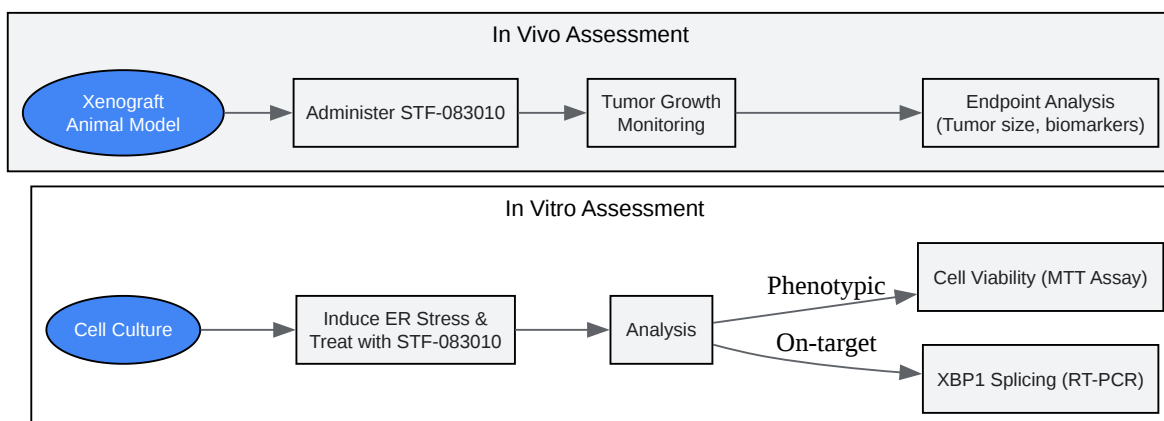 In Vivo Assessment
Xenograft
Animal Model
Administer STF-083010
Tumor Growth
Monitoring
Endpoint Analysis
(Tumor size, biomarkers)
In Vitro Assessment
Cell Culture
Induce ER Stress &
Treat with STF-083010
Analysis
Phenotypic
Cell Viability (MTT Assay)
On-target
XBP1 Splicing (RT-PCR)